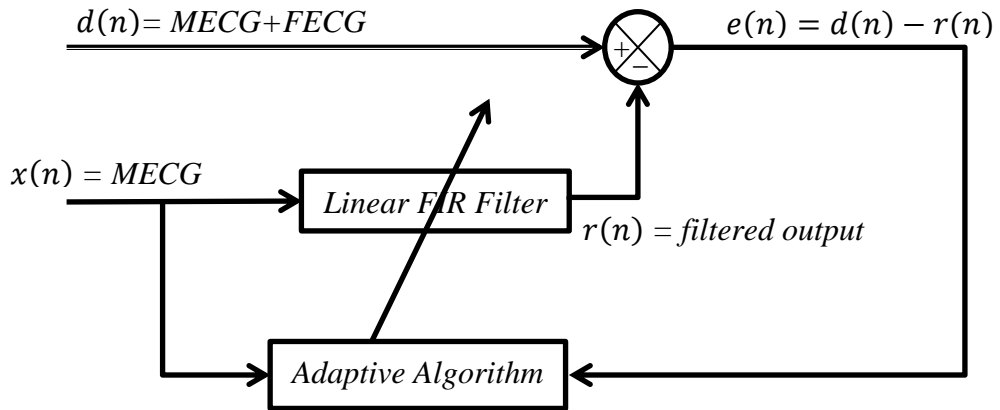 d(n)= MECG+FECG
e(n) = d(n) − r(n)
+
−
x(n) = MECG
Linear FIR Filter
r(n) = filtered output
Adaptive Algorithm